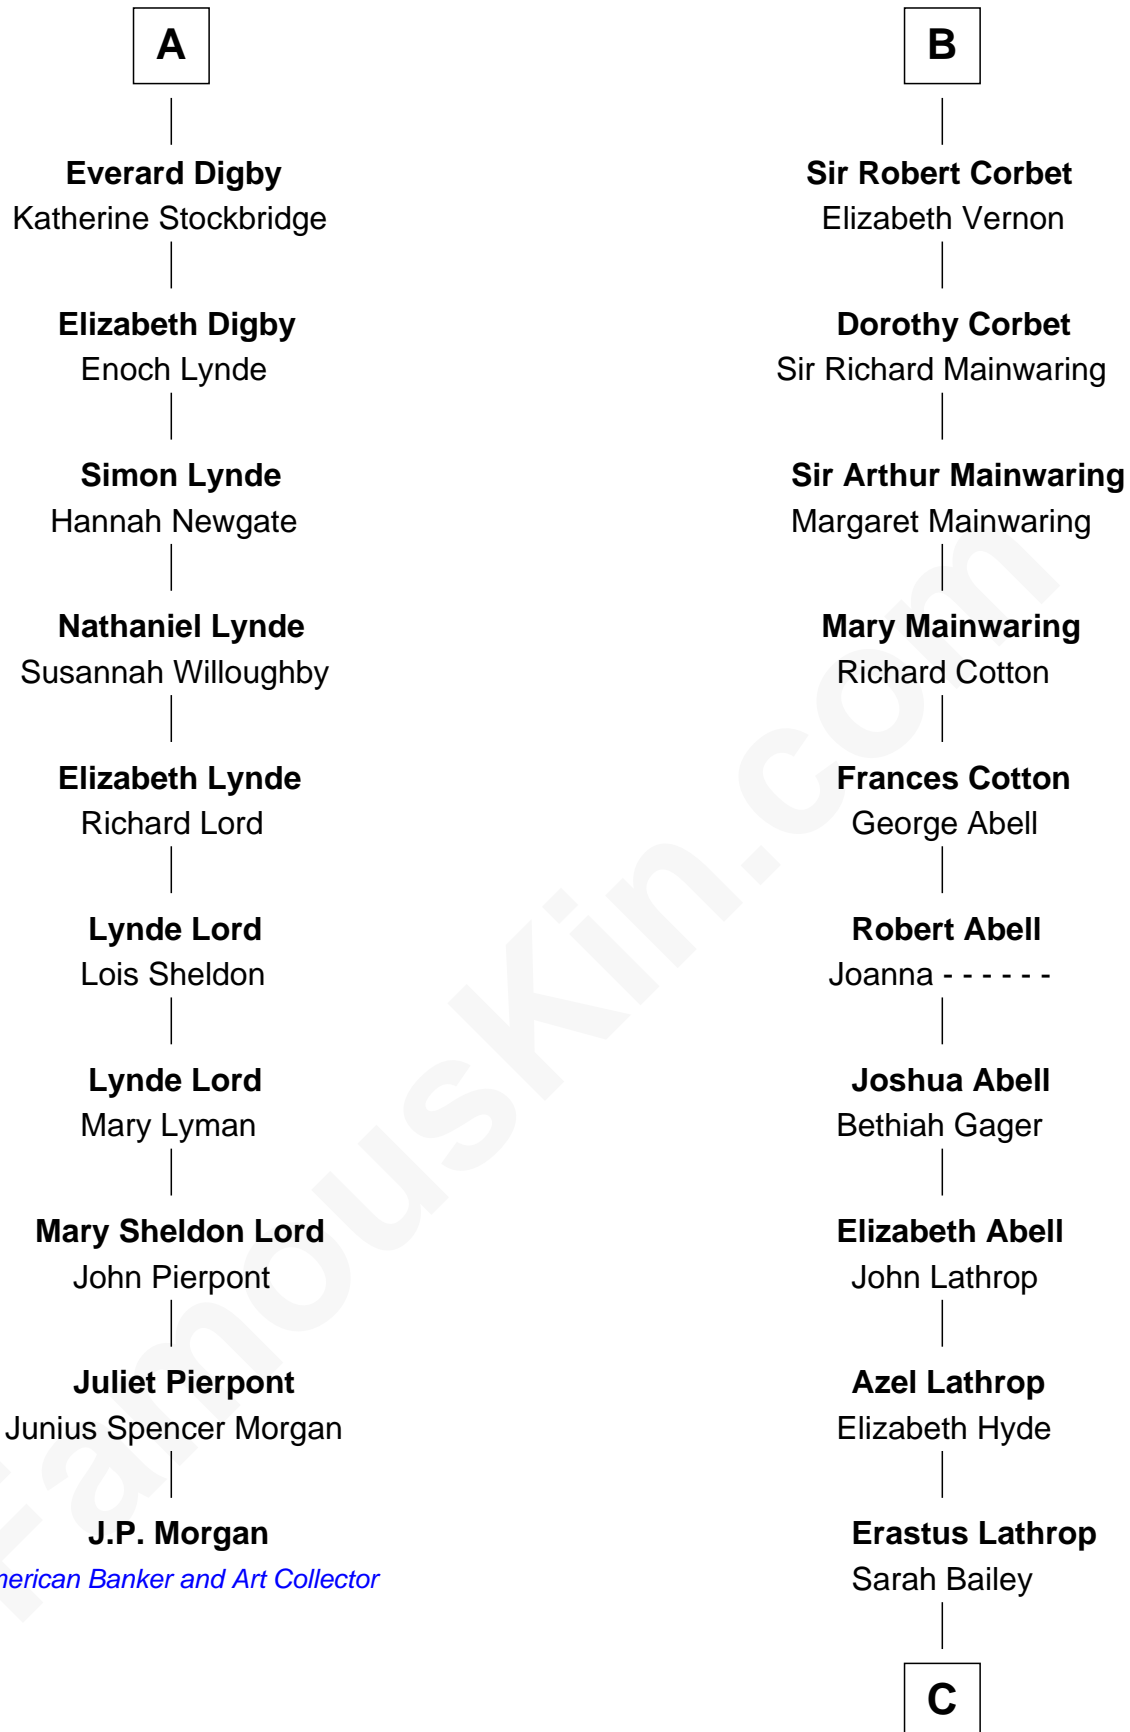 A
Everard Digby
Katherine Stockbridge
Elizabeth Digby
Enoch Lynde
Simon Lynde
Hannah Newgate
Nathaniel Lynde
Susannah Willoughby
Elizabeth Lynde
Richard Lord
Lynde Lord
Lois Sheldon
Lynde Lord
Mary Lyman
Mary Sheldon Lord
John Pierpont
Juliet Pierpont
Junius Spencer Morgan
J.P. Morgan
merican Banker and Art Collector
B
Sir Robert Corbet
Elizabeth Vernon
Dorothy Corbet
Sir Richard Mainwaring
Sir Arthur Mainwaring
Margaret Mainwaring
Mary Mainwaring
Richard Cotton
Frances Cotton
George Abell
Robert Abell
Joanna - - - - - -
Joshua Abell
Bethiah Gager
Elizabeth Abell
John Lathrop
Azel Lathrop
Elizabeth Hyde
Erastus Lathrop
Sarah Bailey
C
FamousKin.com